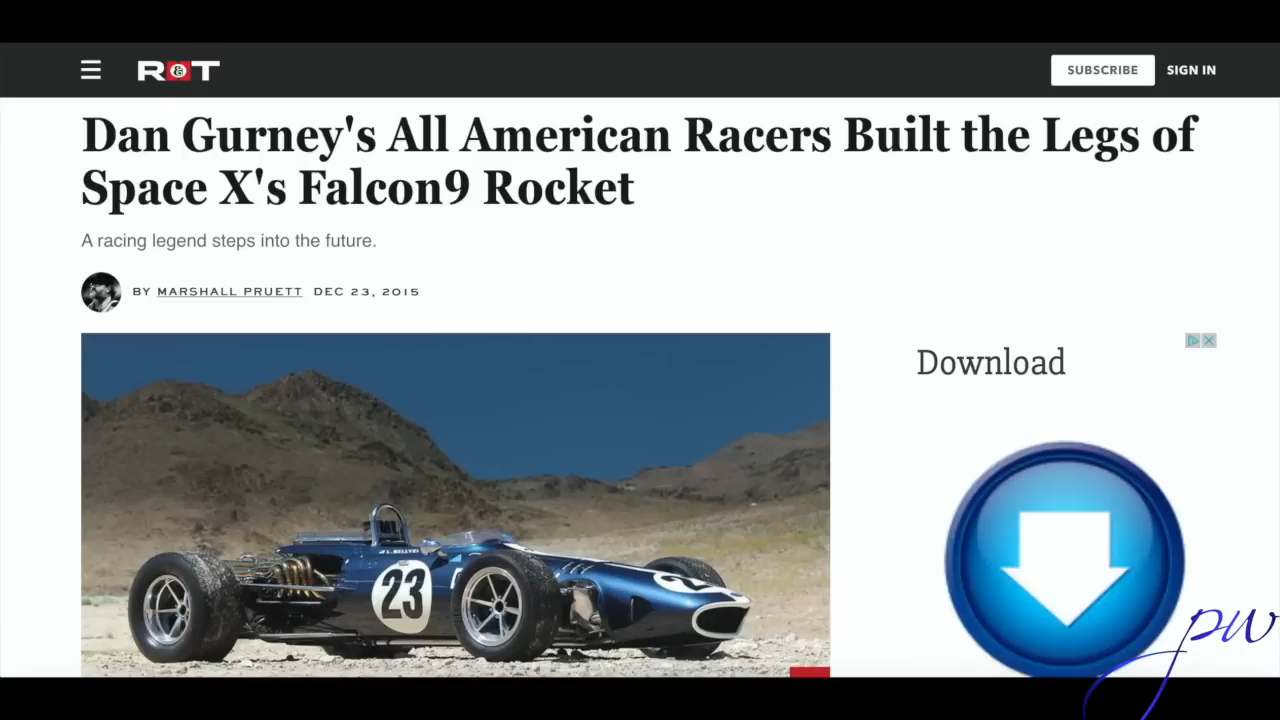 R&T
SUBSCRIBE
SIGN IN
Dan Gurney's All American Racers Built the Legs of
Space X's Falcon9 Rocket
A racing legend steps into the future.
BY MARSHALL PRUETT DEC 23, 2015
Download
23
2
pw